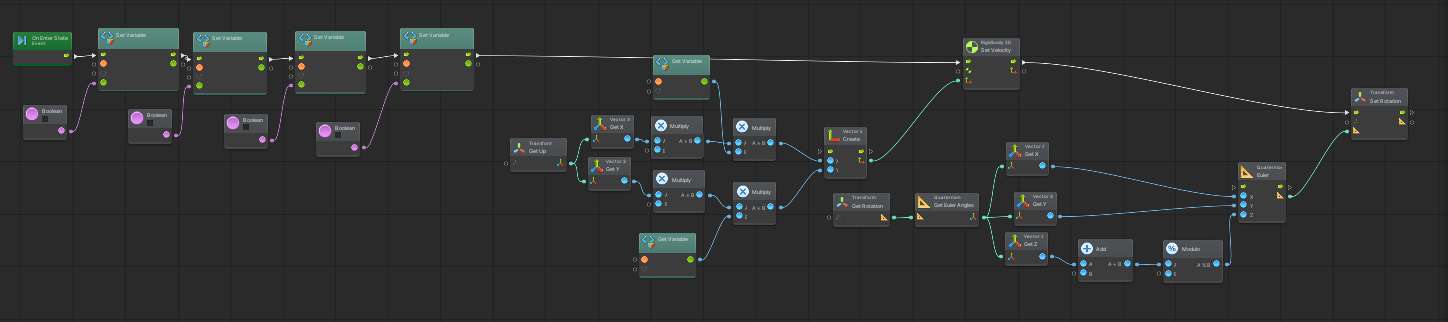 On Enter State
Event
Set Variable
Set Variable
Set Variable
Set Variable
Boolean
Boolean
Boolean
Boolean
Get Variable
Rigidbody 2D
Set Velocity
Transform
Set Rotation
Transform
Get Up
Vector 3
Get X
Vector 3
Get Y
Multiply
A × B
B
Multiply
A
A × B
B
Multiply
A
A × B
B
Multiply
A
A × B
B
Get Variable
Vector 2
Create
X
Y
Transform
Get Rotation
Quaternion
Get Euler Angles
Vector 3
Get X
Vector 3
Get Y
Vector 3
Get Z
Add
A
A + B
B
Modulo
A
A % B
B
Quaternion
Euler
X
Y
Z